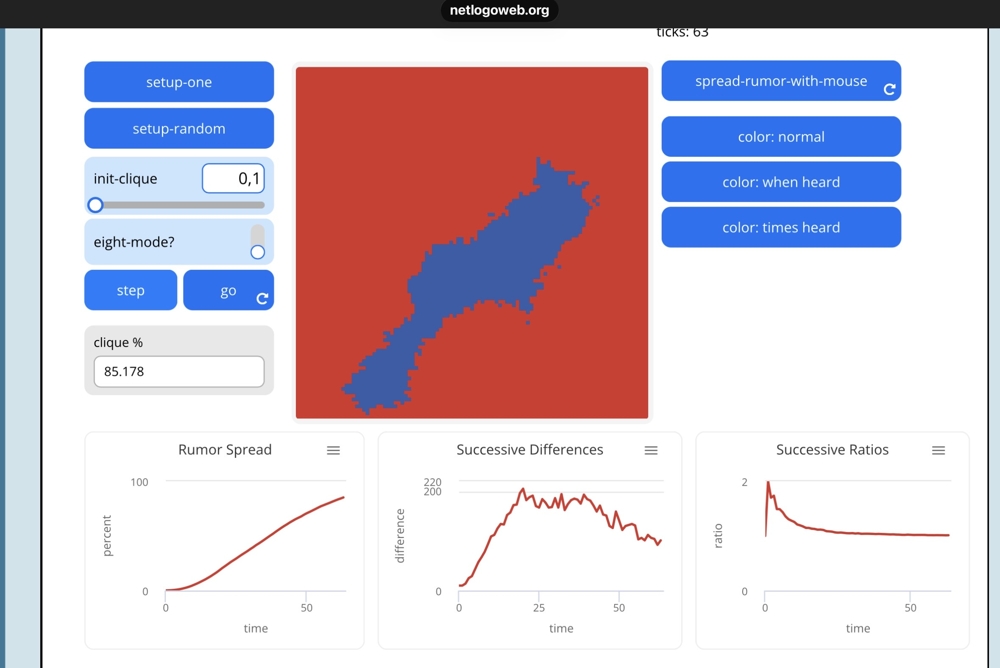 netlogoweb.org
ticks: 63
setup-one
setup-random
init-clique 0,1
eight-mode?
step
go
clique %
85.178
spread-rumor-with-mouse
color: normal
color: when heard
color: times heard
Rumor Spread
100
0
percent
0 50
time
Successive Differences
220
200
0
difference
0 25 50
time
Successive Ratios
2
0
ratio
0 50
time